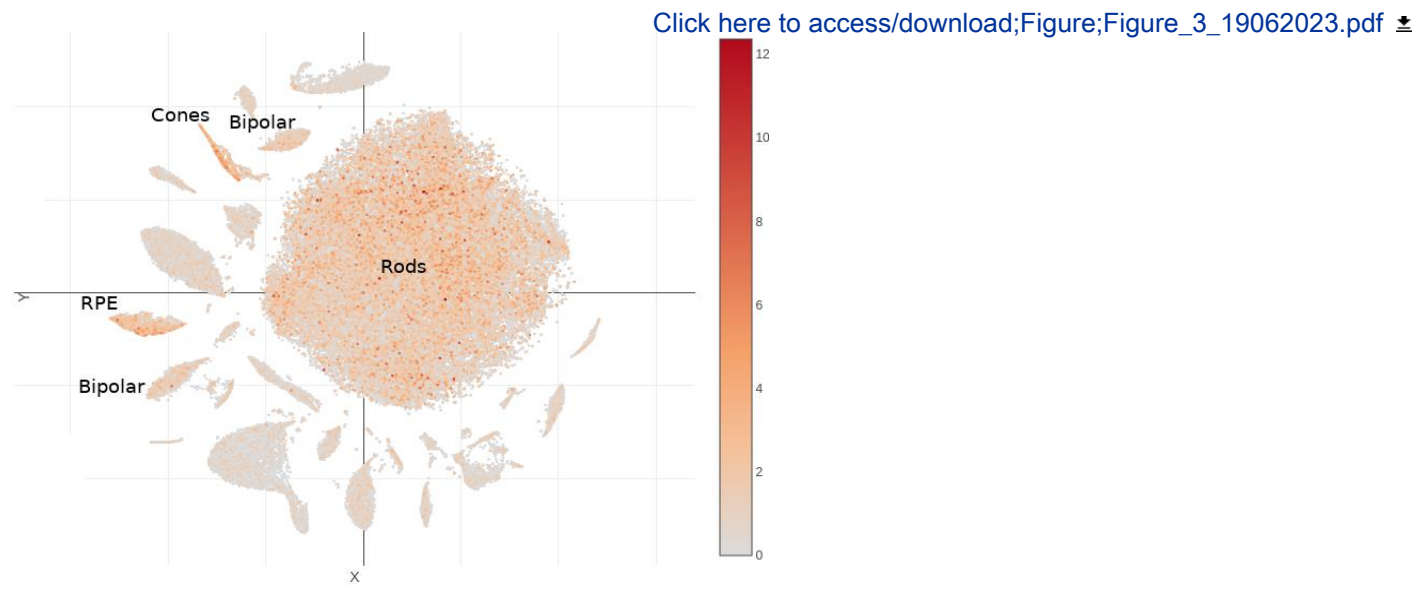 Click here to access/download;Figure;Figure_3_19062023.pdf
12
Cones
Bipolar
10
8
Rods
Y
RPE
6
Bipolar
4
2
0
X